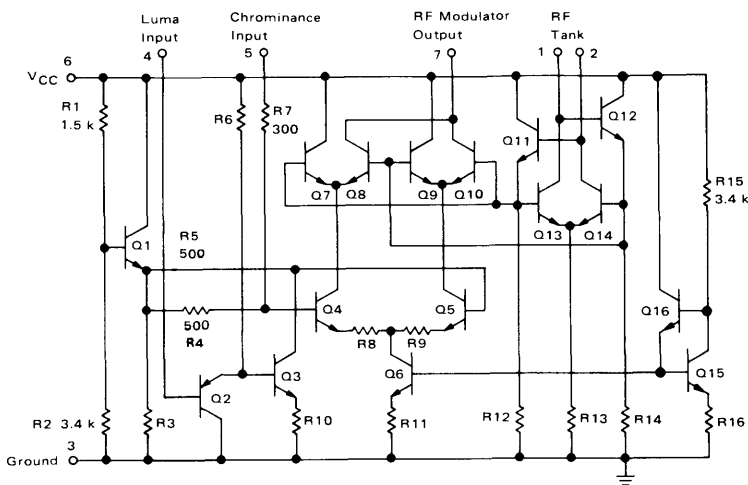 Luma Input 4
Chrominance Input 5
RF Modulator Output 7
RF Tank 1 2
6
VCC
R1
1.5 k
R6
R7
300
Q12
Q11
R15
3.4 k
Q7 Q8 Q9 Q10
Q13 Q14
Q1
R5
500
500
R4
Q4
Q5
Q16
R8 R9
Q3
Q6
Q2
Q15
R2 3.4 k
R3
R10
R11
R12
R13
R14
R16
Ground 3